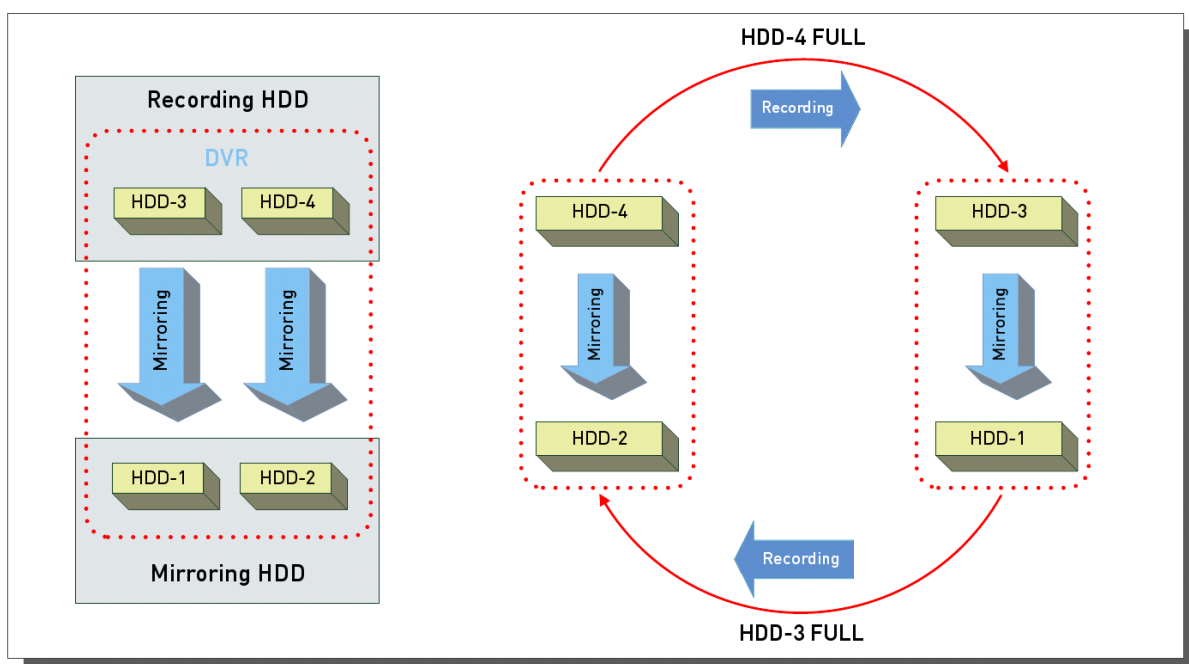 Recording HDD
DVR
HDD-3
HDD-4
Mirroring
Mirroring
HDD-1
HDD-2
Mirroring HDD
HDD-4 FULL
Recording
HDD-4
HDD-3
Mirroring
Mirroring
HDD-2
HDD-1
Recording
HDD-3 FULL